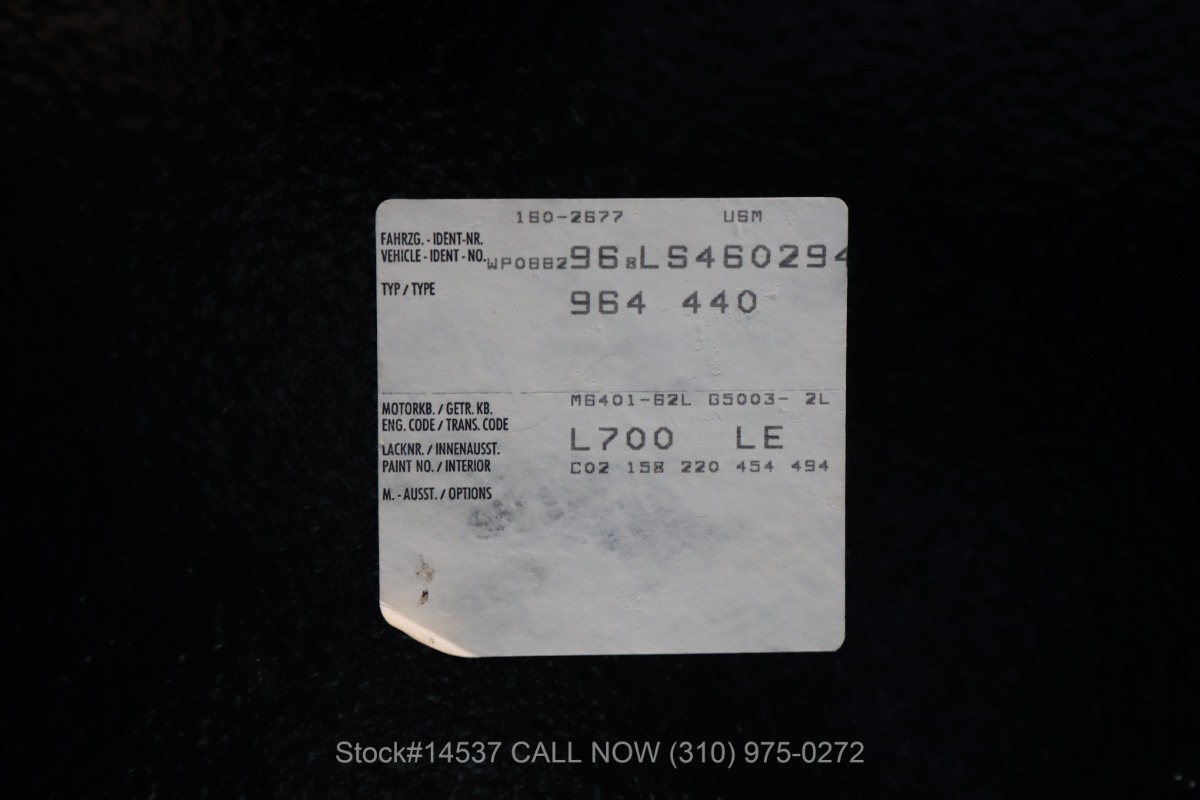 160-2677 USM
FAHRZG. - IDENT-NR.
VEHICLE - IDENT - NO. WP0BB2968LS460294
TYP / TYPE 964 440
MOTORKB. / GETR. KB. M6401-62L G5003- 2L
ENG. CODE / TRANS. CODE
LACKNR. / INNENAUSST. L700 LE
PAINT NO. / INTERIOR C02 158 220 454 494
M. - AUSST. / OPTIONS
Stock#14537 CALL NOW (310) 975-0272